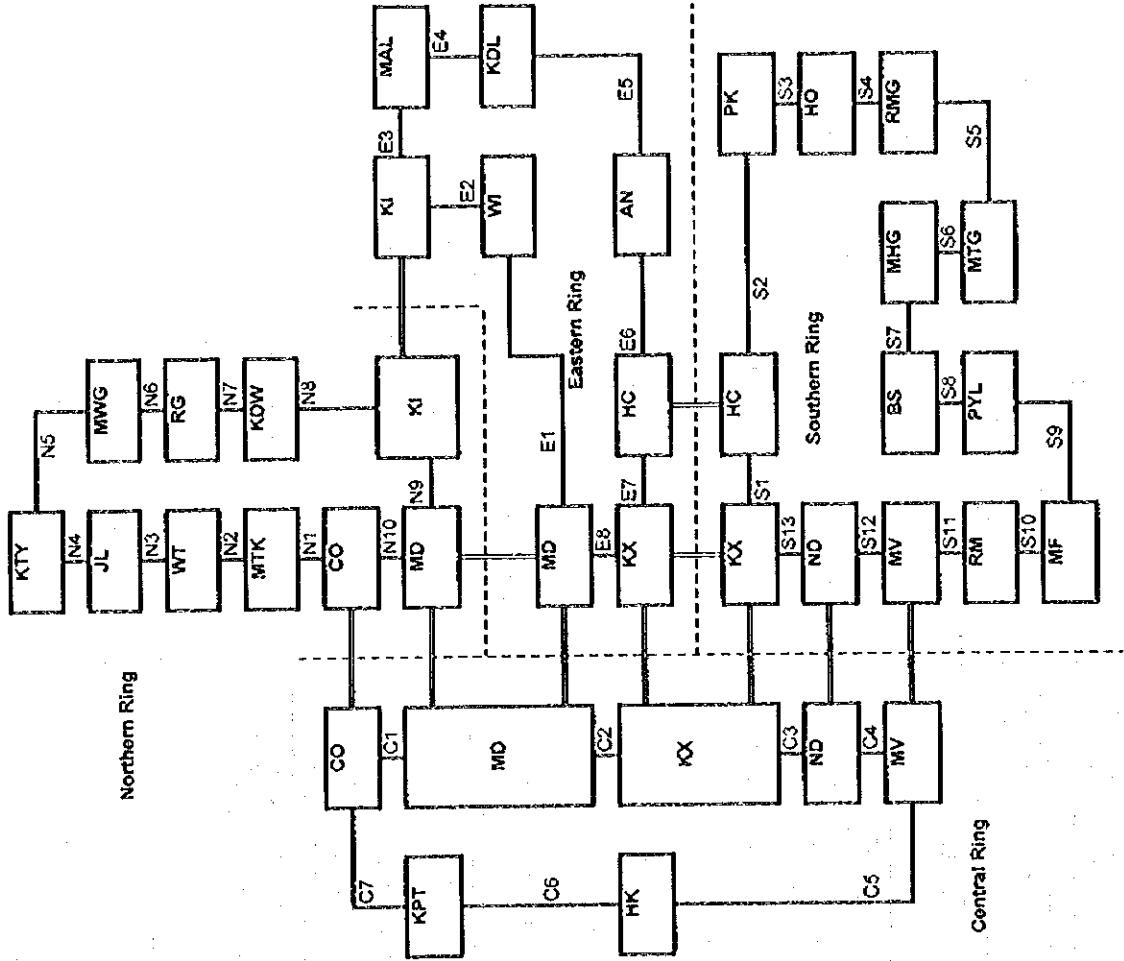 Northern Ring
KTY
N4
JL
N3
WT
N2
MTK
N1
CO
N10
MD
N5
MWG
N6
RG
N7
KOW
N8
KI
N9
KI
E3
MAL
E4
KDL
E2
WI
E5
AN
Eastern Ring
E1
MD
E8
KX
E7
HC
E6
Southern Ring
KX
S1
HC
S2
PK
S3
HO
S4
RMG
S5
MTG
S6
MHG
S7
BS
S8
PYL
S9
MF
S10
RM
S11
MV
S12
ND
S13
Central Ring
CO
C1
MD
C2
KX
C3
ND
C4
MV
C5
HK
C6
KPT
C7